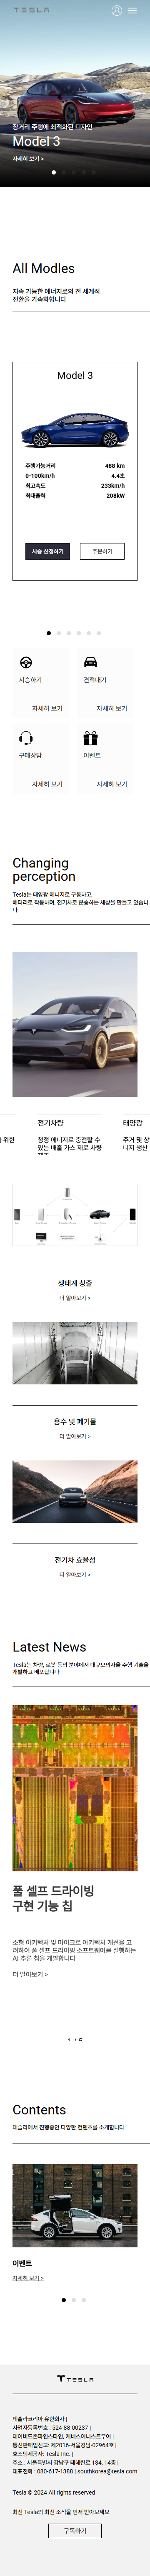 TESLA
장거리 주행에 최적화된 디자인
Model 3
자세히 보기 >
All Modles
지속 가능한 에너지로의 전 세계적
전환을 가속화합니다
Model 3
주행가능거리 488 km
0-100km/h 4.4초
최고속도 233km/h
최대출력 208kW
시승 신청하기 주문하기
시승하기 견적내기
자세히 보기 자세히 보기
구매상담 이벤트
자세히 보기 자세히 보기
Changing
perception
Tesla는 태양광 에너지로 구동하고,
배터리로 작동하며, 전기차로 운송하는 세상을 만들고 있습니
다
전기차량 태양광
위한 청정 에너지로 충전할 수 주거 및 상
있는 배출 가스 제로 차량 너지 생산
생태계 창출
더 알아보기 >
용수 및 폐기물
더 알아보기 >
전기차 효율성
더 알아보기 >
Latest News
Tesla는 차량, 로봇 등의 분야에서 대규모의자율 주행 기술을
개발하고 배포합니다
풀 셀프 드라이빙
구현 기능 칩
소형 아키텍처 및 마이크로 아키텍처 개선을 고
려하여 풀 셀프 드라이빙 소프트웨어를 실행하는
AI 추론 칩을 개발합니다
더 알아보기 >
1 / 5
Contents
테슬라에서 진행중인 다양한 컨텐츠를 소개합니다
이벤트
자세히 보기 >
TESLA
테슬라코리아 유한회사 |
사업자등록번호 : 524-88-00237 |
대이비드존파인스타인, 케네스어니스트무어 |
통신판매업신고: 제2016-서울강남-02964호 |
호스팅제공자: Tesla Inc. |
주소 : 서울특별시 강남구 테헤란로 134, 14층 |
대표전화 : 080-617-1388 | southkorea@tesla.com
Tesla © 2024 All rights reserved
최신 Tesla의 최신 소식을 먼저 받아보세요
구독하기